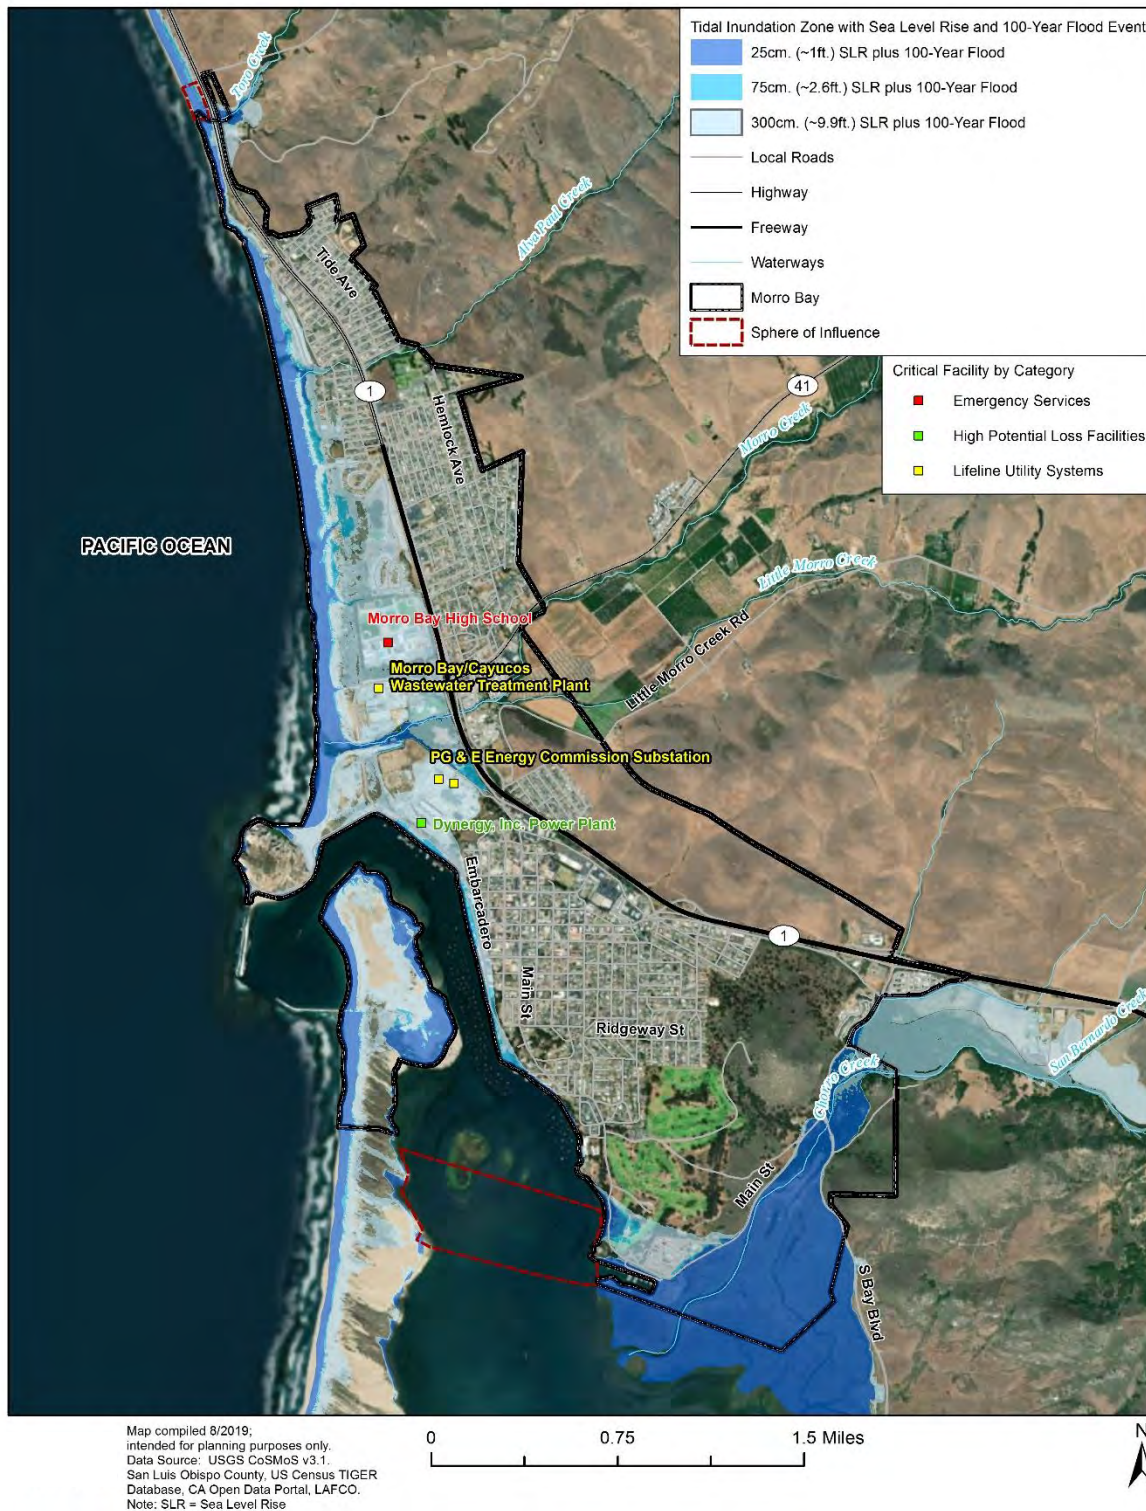 Tidal Inundation Zone with Sea Level Rise and 100-Year Flood Event
25cm. (~1ft.) SLR plus 100-Year Flood
75cm. (~2.6ft.) SLR plus 100-Year Flood
300cm. (~9.9ft.) SLR plus 100-Year Flood
Local Roads
Highway
Freeway
Waterways
Morro Bay
Sphere of Influence
Critical Facility by Category
Emergency Services
High Potential Loss Facilities
Lifeline Utility Systems
Toro Creek
Alva Paul Creek
Tide Ave
1
41
Hemlock Ave
Morro Creek
PACIFIC OCEAN
Little Morro Creek
Morro Bay High School
Little Morro Creek Rd
Morro Bay/Cayucos
Wastewater Treatment Plant
PG & E Energy Commission Substation
Dynergy, Inc. Power Plant
Embarcadero
1
Main St
Ridgeway St
San Bernardo Creek
Chorro Creek
Main St
S Bay Blvd
Map compiled 8/2019;
intended for planning purposes only.
Data Source: USGS CoSMoS v3.1.
San Luis Obispo County, US Census TIGER
Database, CA Open Data Portal, LAFCO.
Note: SLR = Sea Level Rise
0 0.75 1.5 Miles
N